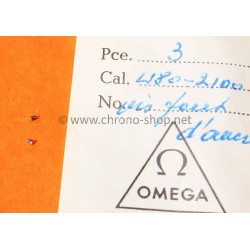 Pce. 3
Cal. 480-2100
No
www.chrono-shop.net
Ω
OMEGA